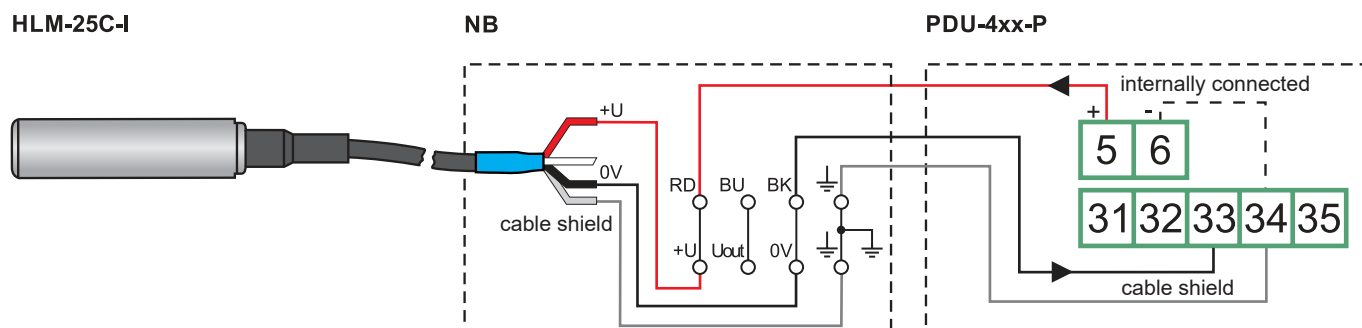 HLM-25C-I
NB
PDU-4xx-P
internally connected
+U
+ -
5 6
0V
RD BU BK
cable shield
31 32 33 34 35
+U Uout 0V
cable shield